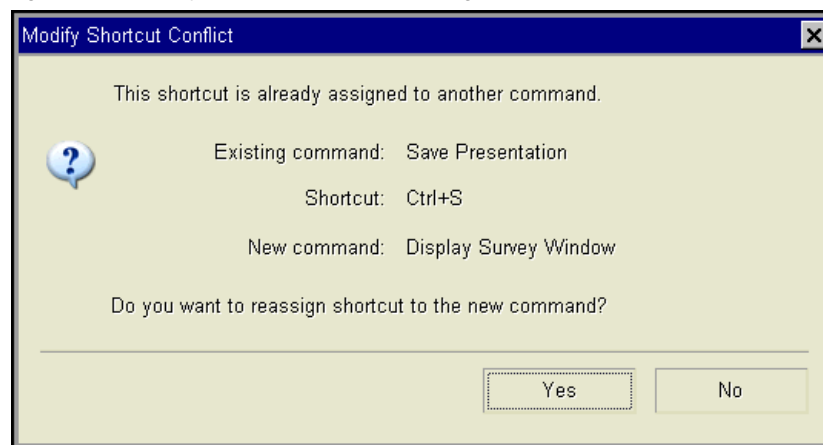 Modify Shortcut Conflict
This shortcut is already assigned to another command.
Existing command: Save Presentation
Shortcut: Ctrl+S
New command: Display Survey Window
Do you want to reassign shortcut to the new command?
Yes No